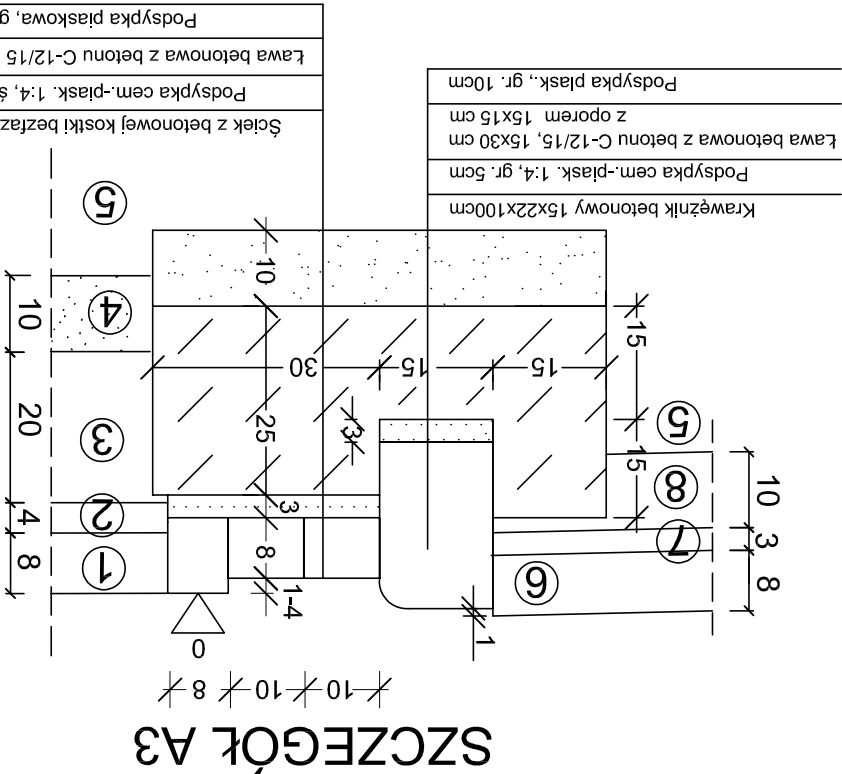 SZCZEGÓŁ A3
10 10 8
0
1
1-4
8 6 8 1
3 7 3 4 2
10 8 25 20 3
15 5 3
15 15 15 30
10 4
10
5
Krawężnik betonowy 15x22x100cm
Podsypka cem.-piask. 1:4, gr. 5cm
Ława betonowa z betonu C-12/15, 15x30 cm
z oporem 15x15 cm
Podsypka piask., gr. 10cm
Ściek z betonowej kostki bezfaz
Podsypka cem.-piask. 1:4, ś
Ława betonowa z betonu C-12/15
Podsypka piaskowa, g